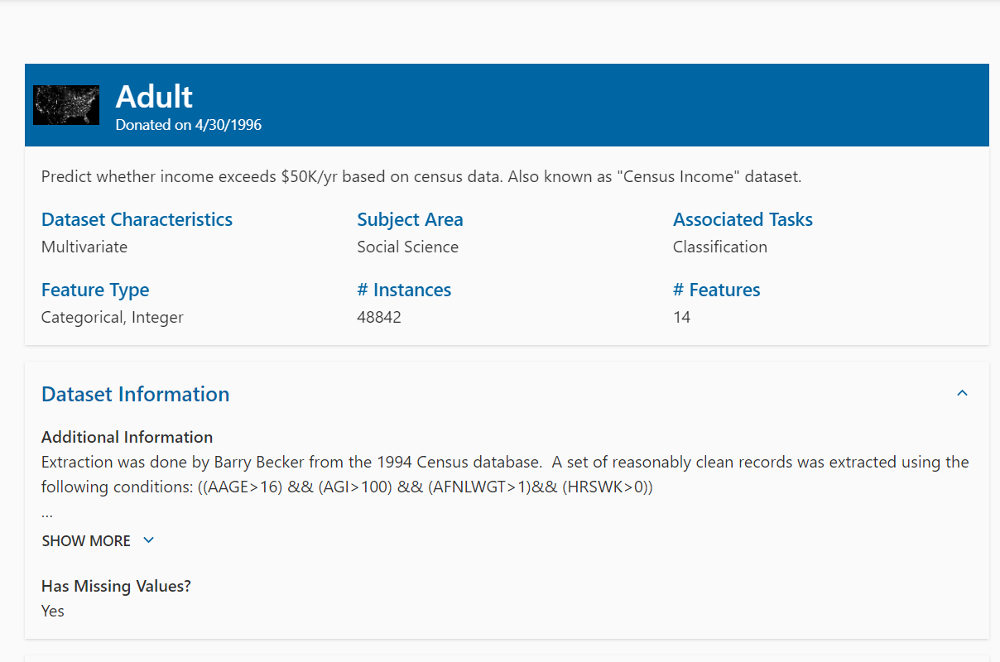 Adult
Donated on 4/30/1996
Predict whether income exceeds $50K/yr based on census data. Also known as "Census Income" dataset.
Dataset Characteristics
Multivariate
Subject Area
Social Science
Associated Tasks
Classification
Feature Type
Categorical, Integer
# Instances
48842
# Features
14
Dataset Information
Additional Information
Extraction was done by Barry Becker from the 1994 Census database.  A set of reasonably clean records was extracted using the
following conditions: ((AAGE>16) && (AGI>100) && (AFNLWGT>1)&& (HRSWK>0))
...
SHOW MORE
Has Missing Values?
Yes